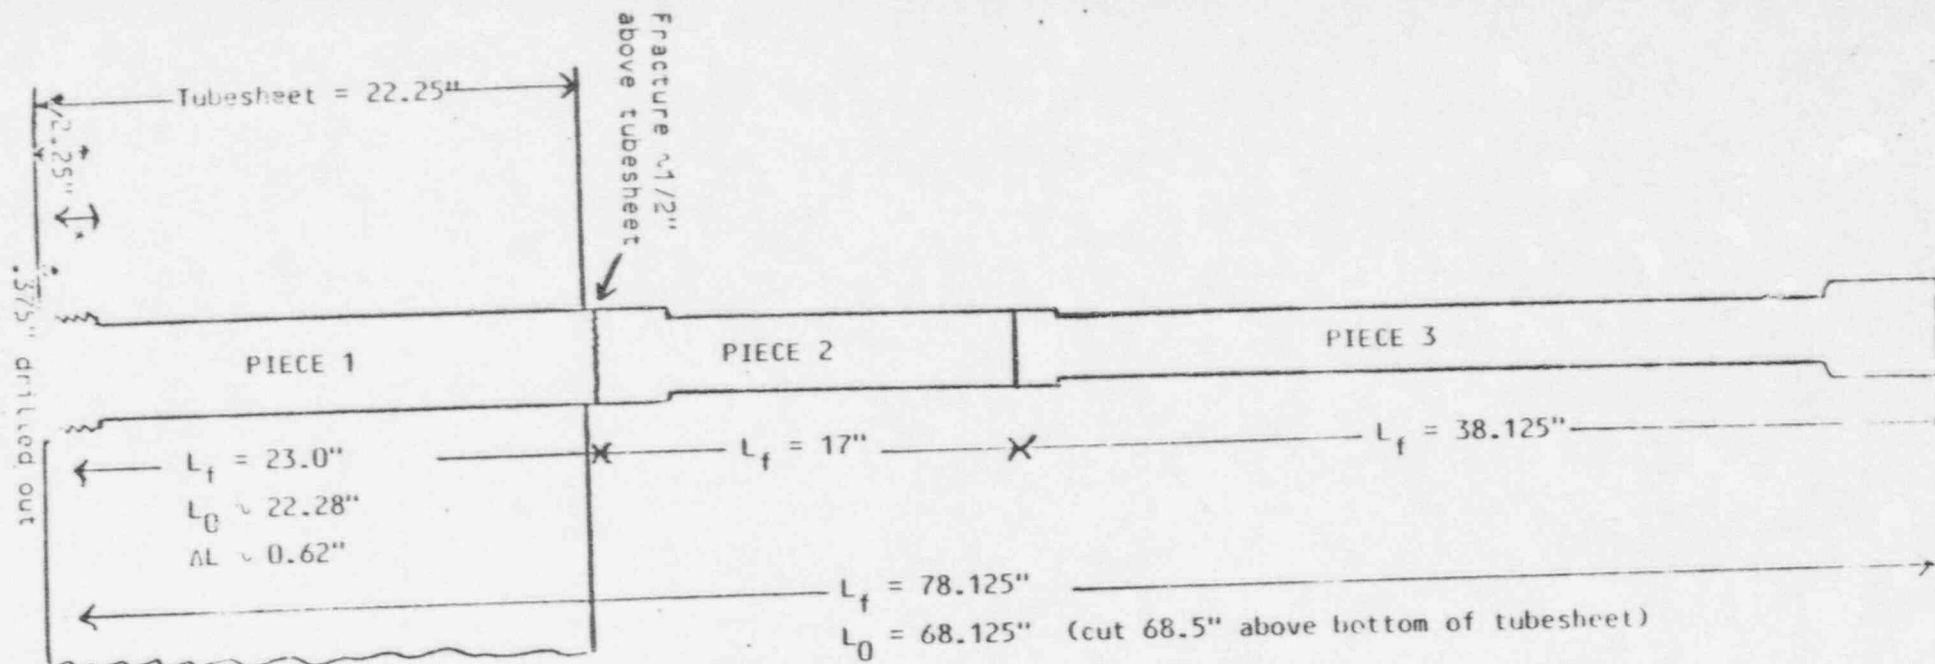 Fracture ~1/2"
above tubesheet
Tubesheet = 22.25"
2.25"
.375" drilled out
PIECE 1
PIECE 2
PIECE 3
L_f = 23.0"
L_0 ~ 22.28"
ΔL ~ 0.62"
L_f = 17"
L_f = 38.125"
L_f = 78.125"
L_0 = 68.125" (cut 68.5" above bottom of tubesheet)